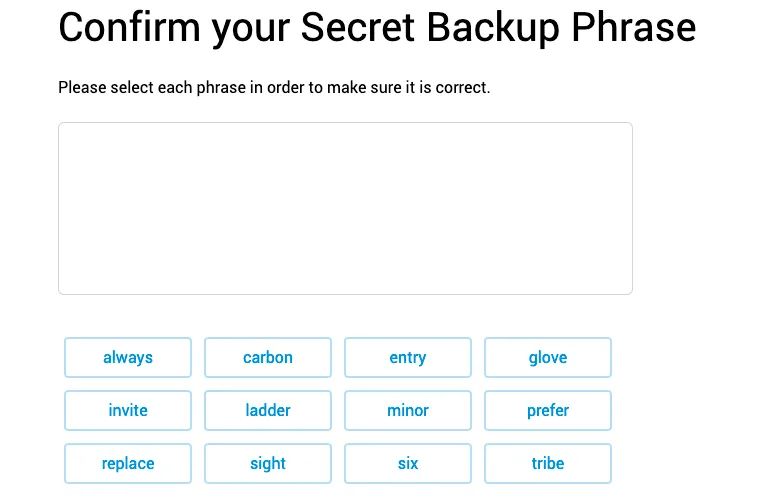 Confirm your Secret Backup Phrase
Please select each phrase in order to make sure it is correct.
always carbon entry glove
invite ladder minor prefer
replace sight six tribe